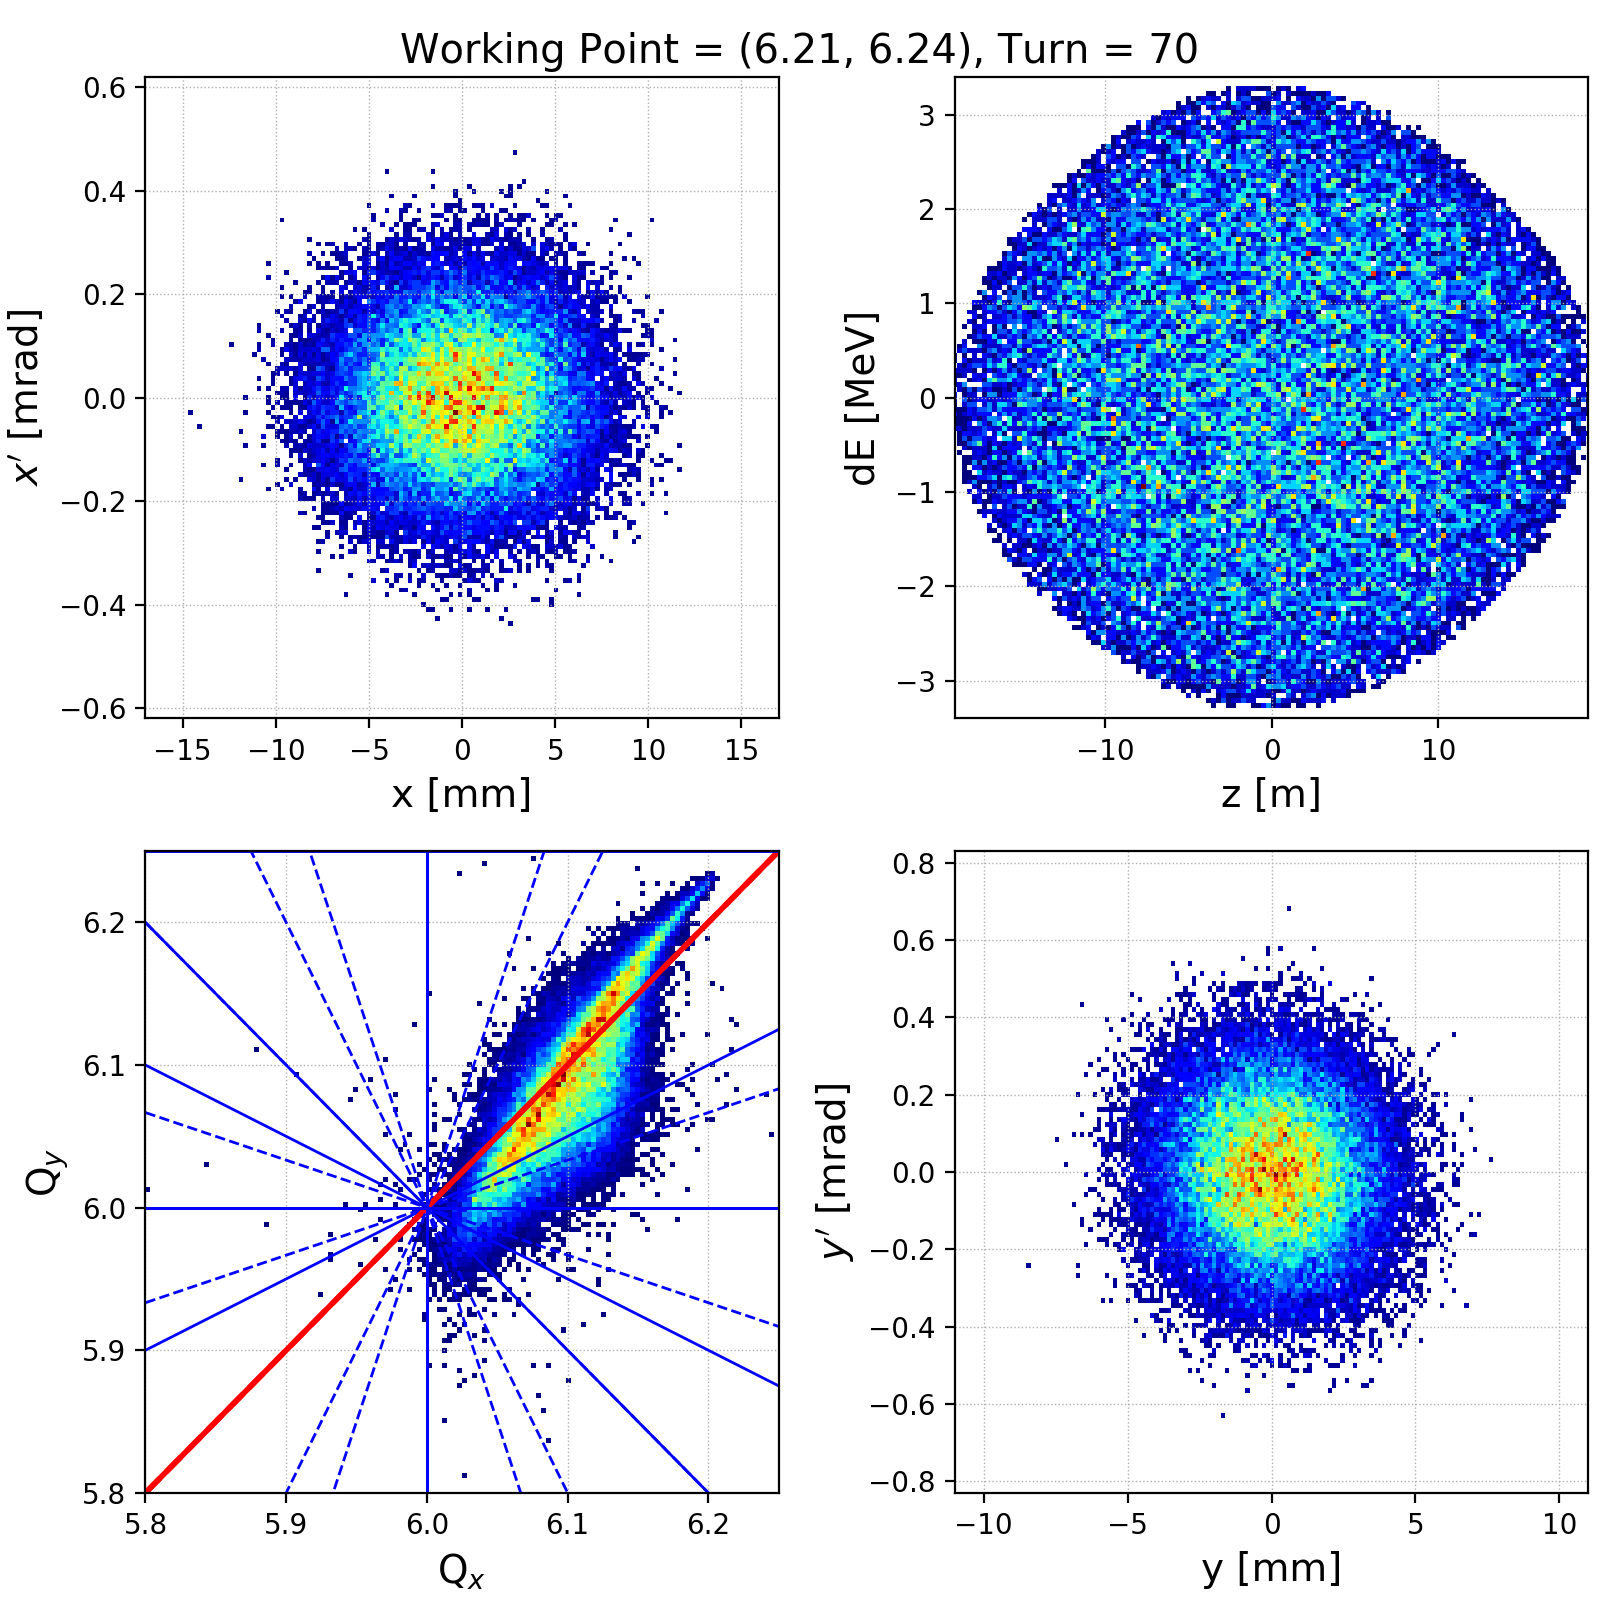 Working Point = (6.21, 6.24), Turn = 70
0.6
0.4
0.2
0.0
−0.2
−0.4
−0.6
x′ [mrad]
−15 −10 −5 0 5 10 15
x [mm]
3
2
1
0
−1
−2
−3
dE [MeV]
−10 0 10
z [m]
6.2
6.1
6.0
5.9
5.8
Qy
5.8 5.9 6.0 6.1 6.2
Qx
0.8
0.6
0.4
0.2
0.0
−0.2
−0.4
−0.6
−0.8
y′ [mrad]
−10 −5 0 5 10
y [mm]